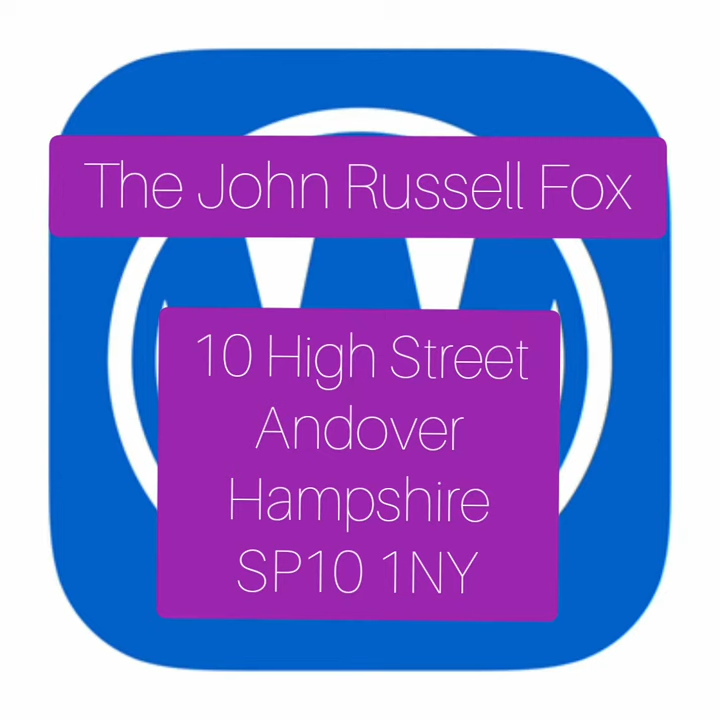 The John Russell Fox
10 High Street
Andover
Hampshire
SP10 1NY